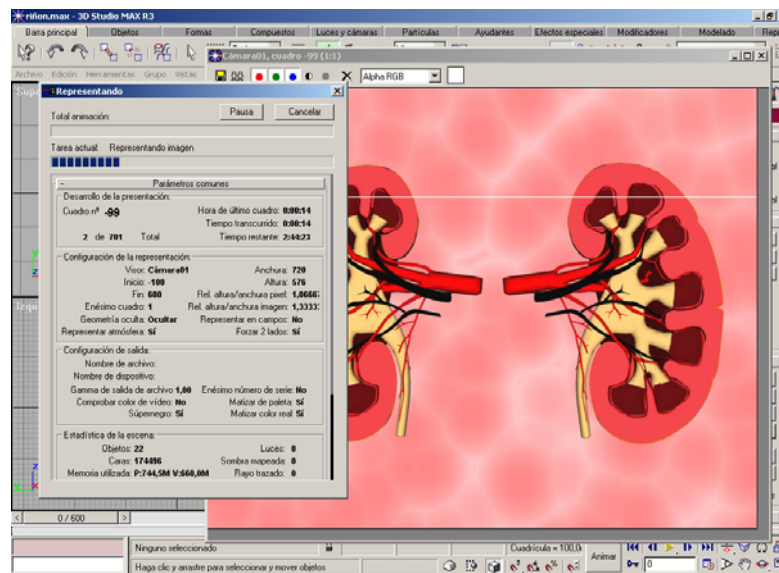 riñon.max - 3D Studio MAX R3
Barra principal Objetos Formas Compuestos Luces y cámaras Partículas Ayudantes Efectos especiales Modificadores Modelado
Cámara01, cuadro -99 (1:1)
Archivo Edición Herramientas Grupo Vistas
Alpha RGB
Representando
Total animación:
Pausa Cancelar
Tarea actual: Representando imagen
Parámetros comunes
Desarrollo de la presentación:
Cuadro nº -99 Hora de último cuadro: 0:00:14
Tiempo transcurrido: 0:00:14
2 de 701 Total Tiempo restante: 2:44:23
Configuración de la representación:
Visor: Cámara01 Anchura: 720
Inicio: -100 Altura: 576
Fin: 600 Rel. altura/anchura pixel: 1,0666
Enésimo cuadro: 1 Rel. altura/anchura imagen: 1,3333
Geometría oculta: Ocultar Representar en campos: No
Representar atmósfera: Sí Forzar 2 lados: Sí
Configuración de salida:
Nombre de archivo:
Nombre de dispositivo:
Gamma de salida de archivo 1,00 Enésimo número de serie: No
Comprobar color de vídeo: No Matizar de paleta: Sí
Súpernegro: Sí Matizar color real: Sí
Estadística de la escena:
Objetos: 22 Luces: 0
Caras: 174496 Sombra mapeada: 0
Memoria utilizada: P:744,5M V:660,0M Rayo trazado: 0
0 / 600
Ninguno seleccionado Cuadrícula = 100,0
Animar
0
Haga clic y arrastre para seleccionar y mover objetos